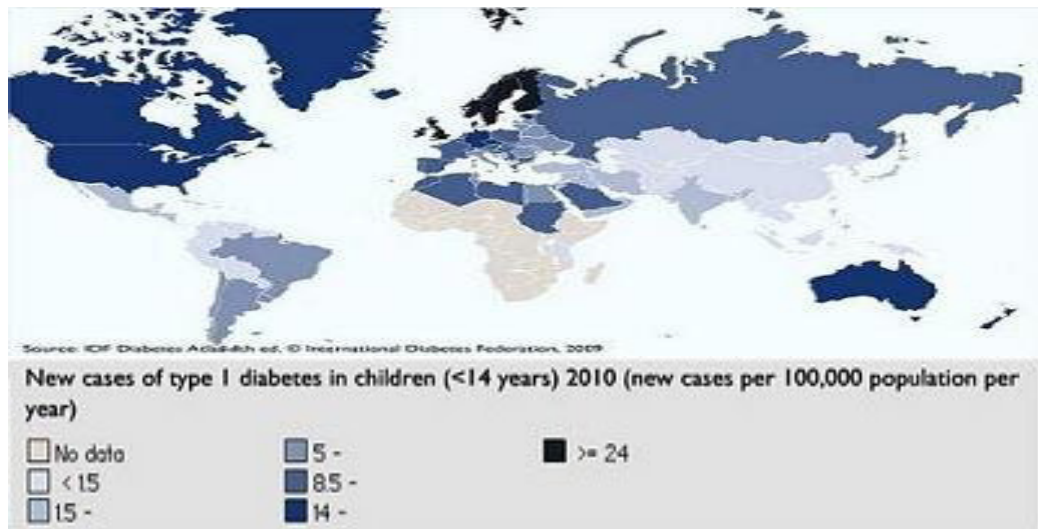 Source: IDF Diabetes Atlas 4th ed. © International Diabetes Federation, 2009
New cases of type 1 diabetes in children (<14 years) 2010 (new cases per 100,000 population per
year)
No data
< 1.5
1.5 -
5 -
8.5 -
14 -
>= 24